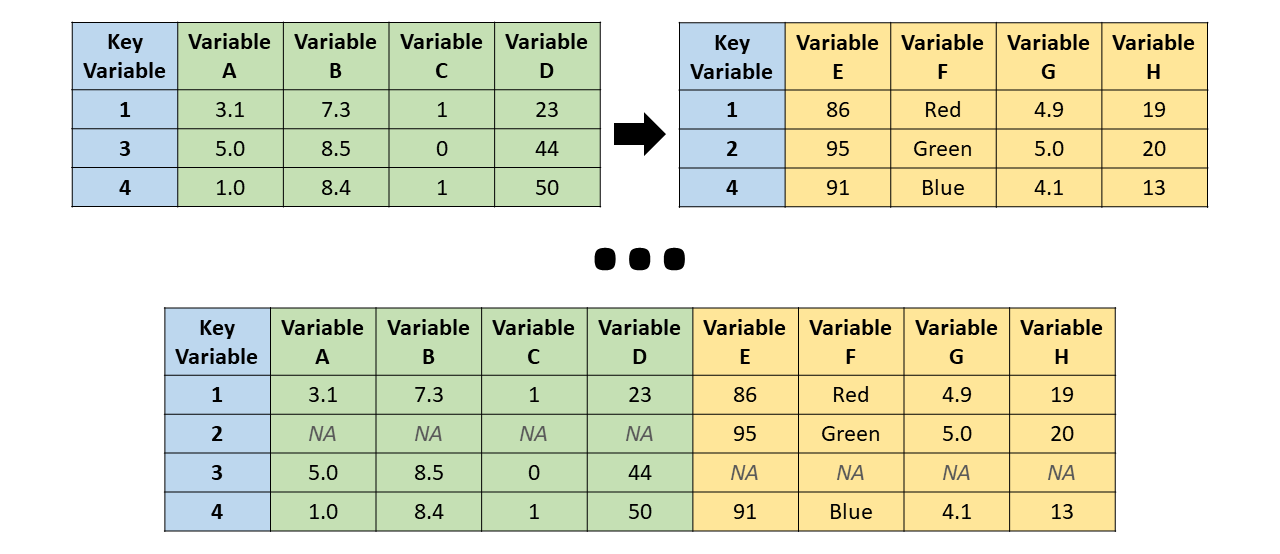 Key Variable Variable Variable Variable
Variable A B C D
1 3.1 7.3 1 23
3 5.0 8.5 0 44
4 1.0 8.4 1 50
Key Variable Variable Variable Variable
Variable E F G H
1 86 Red 4.9 19
2 95 Green 5.0 20
4 91 Blue 4.1 13
Key Variable Variable Variable Variable Variable Variable Variable Variable
Variable A B C D E F G H
1 3.1 7.3 1 23 86 Red 4.9 19
2 NA NA NA NA 95 Green 5.0 20
3 5.0 8.5 0 44 NA NA NA NA
4 1.0 8.4 1 50 91 Blue 4.1 13